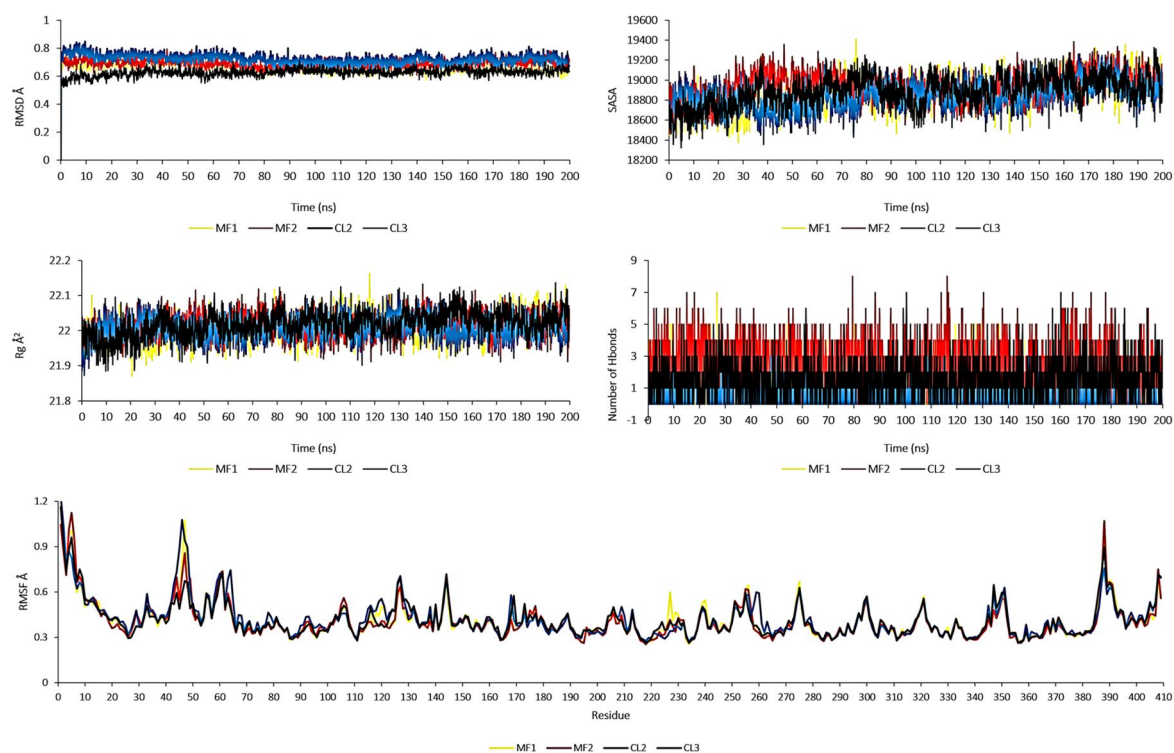 RMSD Å
1
0.8
0.6
0.4
0.2
0
0 10 20 30 40 50 60 70 80 90 100 110 120 130 140 150 160 170 180 190 200
Time (ns)
MF1 MF2 CL2 CL3
SASA
19600
19400
19200
19000
18800
18600
18400
18200
0 10 20 30 40 50 60 70 80 90 100 110 120 130 140 150 160 170 180 190 200
Time (ns)
MF1 MF2 CL2 CL3
Rg Å²
22.2
22.1
22
21.9
21.8
0 10 20 30 40 50 60 70 80 90 100 110 120 130 140 150 160 170 180 190 200
Time (ns)
MF1 MF2 CL2 CL3
Number of Hbonds
9
7
5
3
1
-1
0 10 20 30 40 50 60 70 80 90 100 110 120 130 140 150 160 170 180 190 200
Time (ns)
MF1 MF2 CL2 CL3
RMSF Å
1.2
0.9
0.6
0.3
0
0 10 20 30 40 50 60 70 80 90 100 110 120 130 140 150 160 170 180 190 200 210 220 230 240 250 260 270 280 290 300 310 320 330 340 350 360 370 380 390 400 410
Residue
MF1 MF2 CL2 CL3